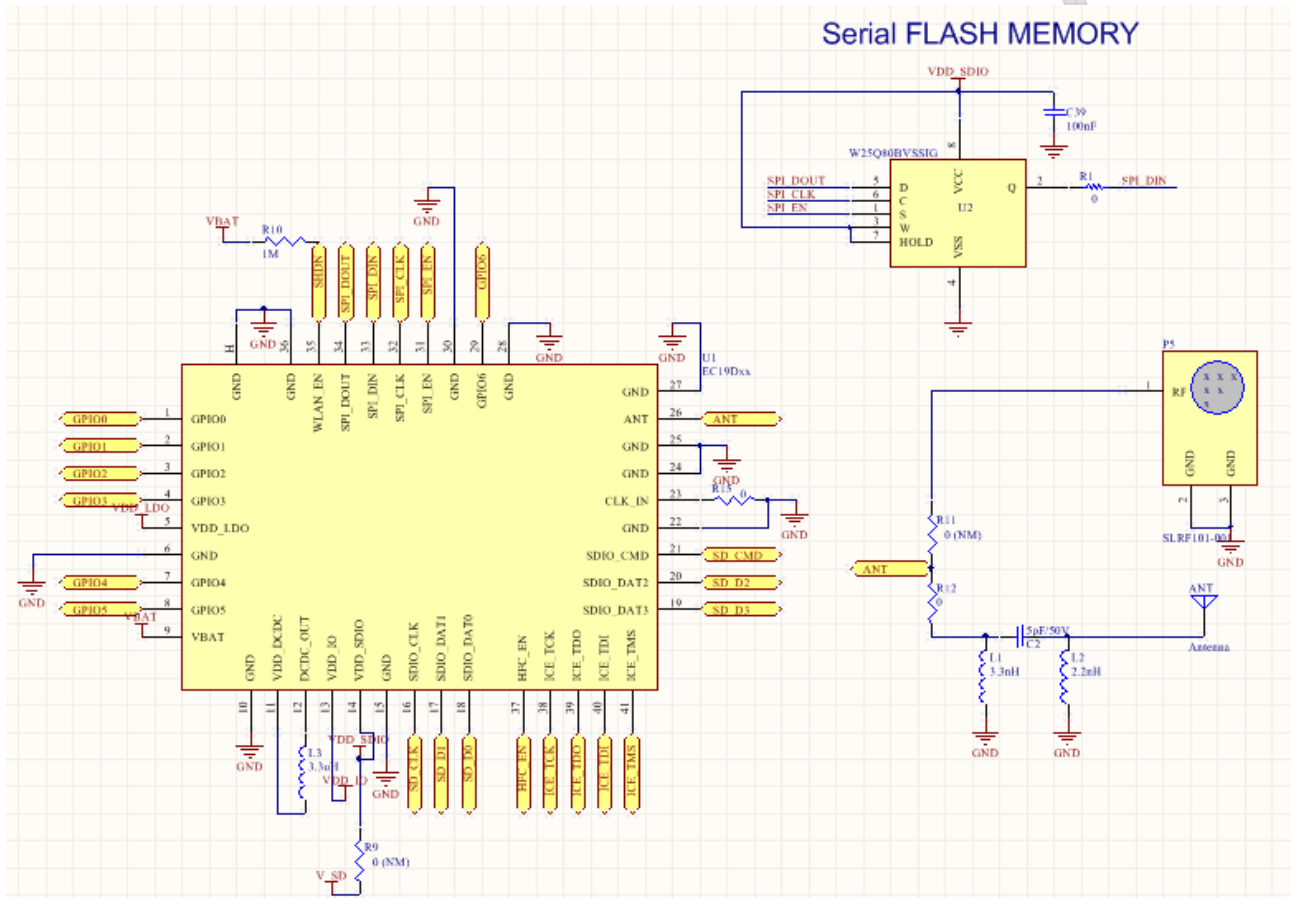 Serial FLASH MEMORY
VDD_SDIO
C39
100nF
W25Q80BVSSIG
SPI_DOUT 5 D
SPI_CLK 6 C
SPI_EN 1 S
3 W
7 HOLD
8 VCC
U2
VSS 4
Q 2
R1
0
SPI_DIN
VBAT
R10
1M
GND
SHDN
SPI_DOUT
SPI_DIN
SPI_CLK
SPI_EN
GPIO6
GND
GND
GND
H GND
36 GND
35 WLAN_EN
34 SPI_DOUT
33 SPI_DIN
32 SPI_CLK
31 SPI_EN
30 GND
29 GPIO6
28 GND
U1
EC19Dxx
GPIO0 1 GPIO0
GPIO1 2 GPIO1
GPIO2 3 GPIO2
GPIO3 4 GPIO3
VDD_LDO 5 VDD_LDO
6 GND
GND
GPIO4 7 GPIO4
GPIO5 8 GPIO5
VBAT 9 VBAT
GND 27
ANT 26 ANT
GND 25
GND 24
GND
R15 0
CLK_IN 23
GND 22
GND
SDIO_CMD 21 SD_CMD
SDIO_DAT2 20 SD_D2
SDIO_DAT3 19 SD_D3
GND 10
VDD_DCDC 11
DCDC_OUT 12
VDD_IO 13
VDD_SDIO 14
GND 15
SDIO_CLK 16
SDIO_DAT1 17
SDIO_DAT0 18
HFC_EN 37
ICE_TCK 38
ICE_TDO 39
ICE_TDI 40
ICE_TMS 41
GND
L3
3.3uH
VDD_SDIO
VDD_IO
GND
SD_CLK
SD_D1
SD_D0
HFC_EN
ICE_TCK
ICE_TDO
ICE_TDI
ICE_TMS
R9
0 (NM)
V_SD
P5
1 RF
x x x
x x
x
GND
GND
2
3
SLRF101-001
GND
R11
0 (NM)
ANT
R12
0
L1
3.3nH
5pF/50V
C2
L2
2.2nH
ANT
Antenna
GND
GND